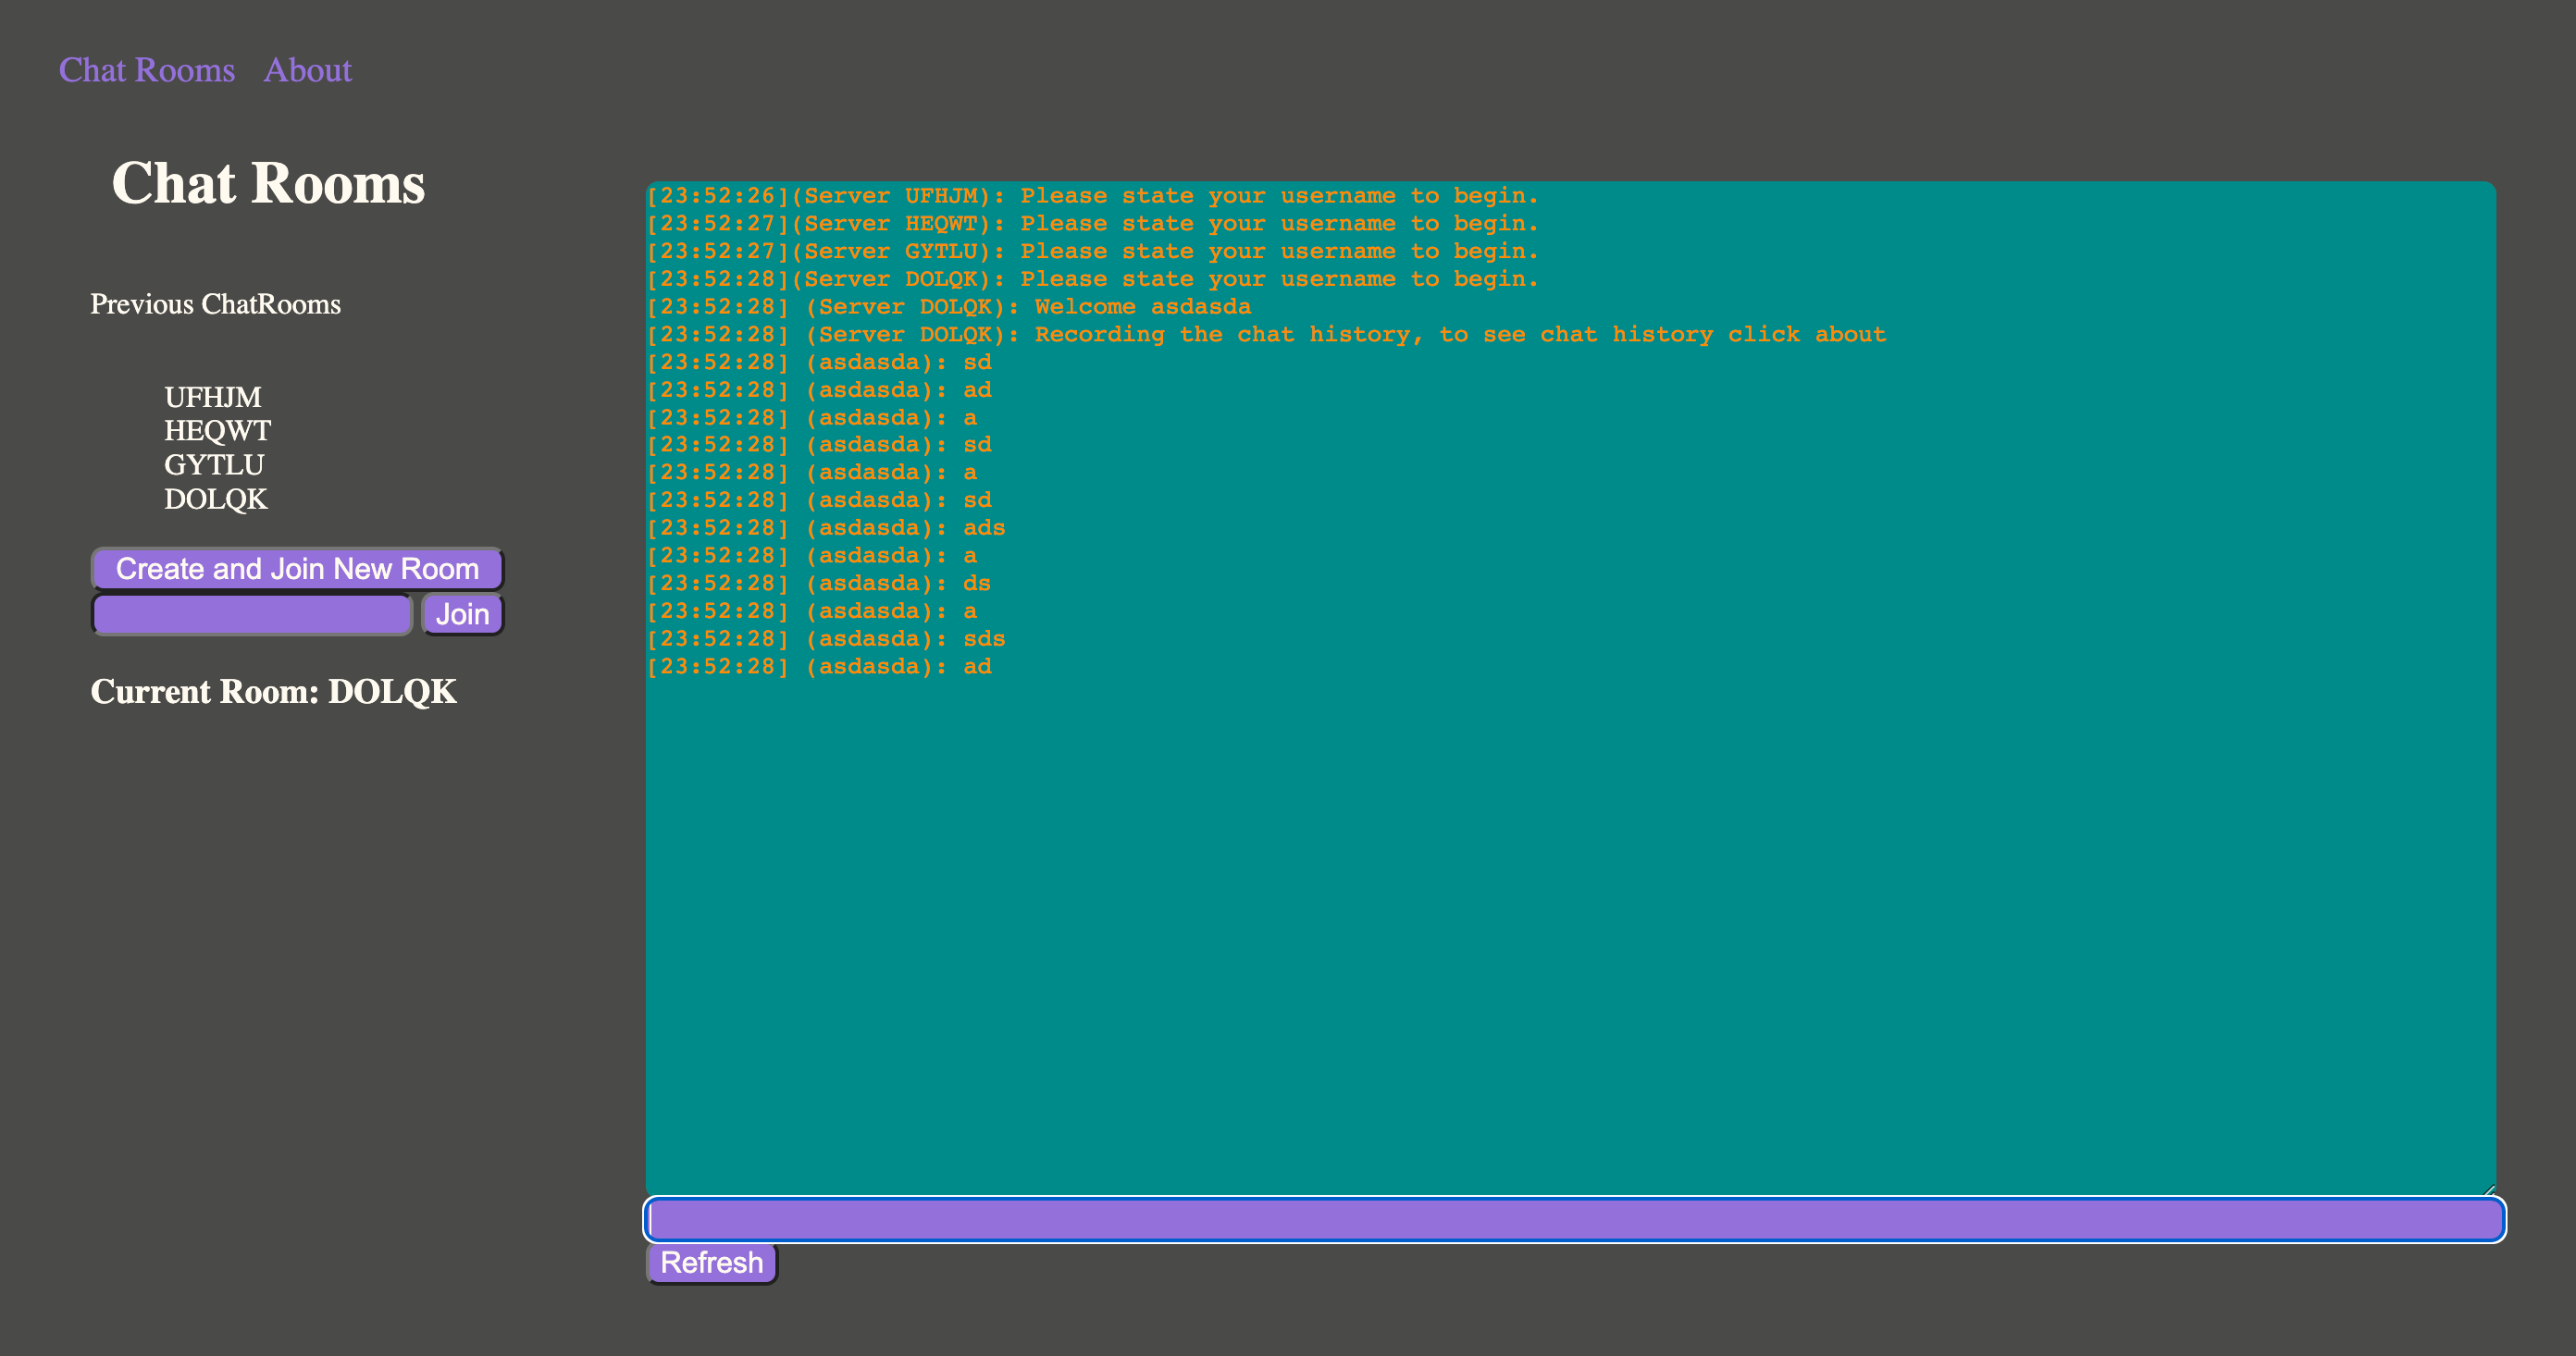 Chat Rooms About
Chat Rooms
Previous ChatRooms
UFHJM
HEQWT
GYTLU
DOLQK
Create and Join New Room
Join
Current Room: DOLQK
[23:52:26](Server UFHJM): Please state your username to begin.
[23:52:27](Server HEQWT): Please state your username to begin.
[23:52:27](Server GYTLU): Please state your username to begin.
[23:52:28](Server DOLQK): Please state your username to begin.
[23:52:28] (Server DOLQK): Welcome asdasda
[23:52:28] (Server DOLQK): Recording the chat history, to see chat history click about
[23:52:28] (asdasda): sd
[23:52:28] (asdasda): ad
[23:52:28] (asdasda): a
[23:52:28] (asdasda): sd
[23:52:28] (asdasda): a
[23:52:28] (asdasda): sd
[23:52:28] (asdasda): ads
[23:52:28] (asdasda): a
[23:52:28] (asdasda): ds
[23:52:28] (asdasda): a
[23:52:28] (asdasda): sds
[23:52:28] (asdasda): ad
Refresh